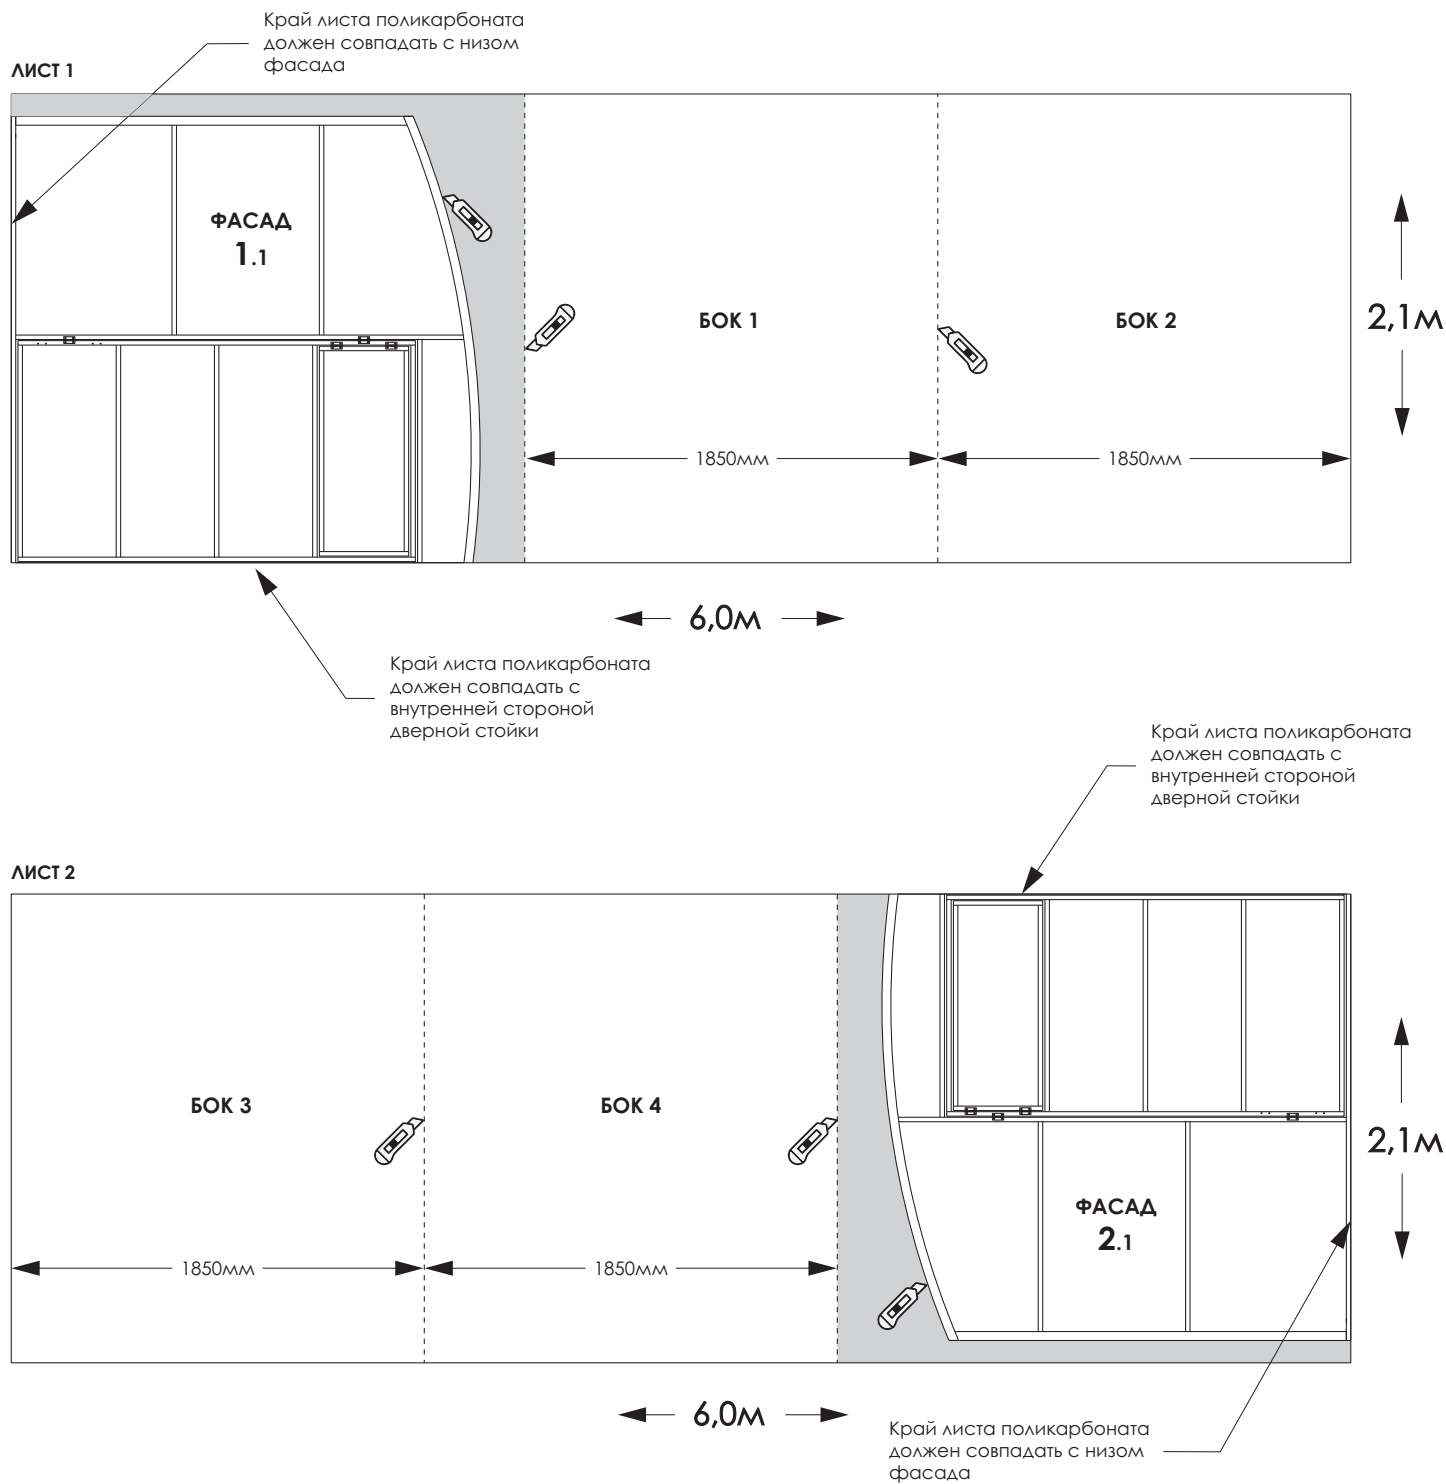 Край листа поликарбоната
должен совпадать с низом
фасада
ЛИСТ 1
ФАСАД
1.1
БОК 1
БОК 2
2,1м
1850мм
1850мм
6,0м
Край листа поликарбоната
должен совпадать с
внутренней стороной
дверной стойки
Край листа поликарбоната
должен совпадать с
внутренней стороной
дверной стойки
ЛИСТ 2
БОК 3
БОК 4
2,1м
ФАСАД
2.1
1850мм
1850мм
6,0м
Край листа поликарбоната
должен совпадать с низом
фасада